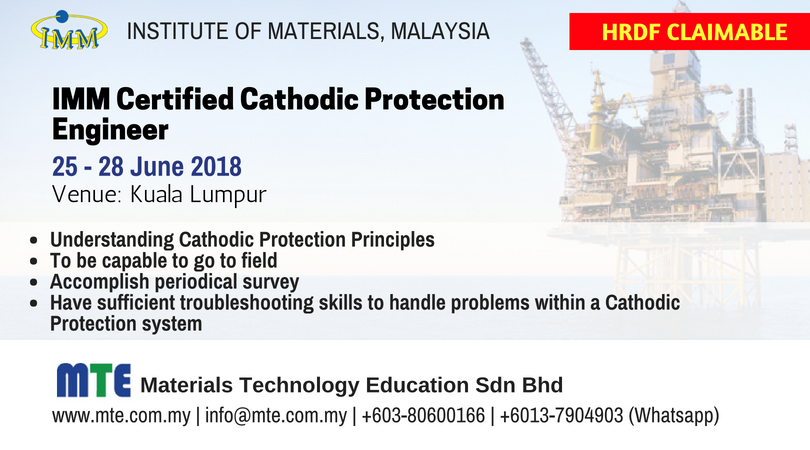 IMM
INSTITUTE OF MATERIALS, MALAYSIA
HRDF CLAIMABLE
IMM Certified Cathodic Protection
Engineer
25 - 28 June 2018
Venue: Kuala Lumpur
• Understanding Cathodic Protection Principles
• To be capable to go to field
• Accomplish periodical survey
• Have sufficient troubleshooting skills to handle problems within a Cathodic
Protection system
MTE Materials Technology Education Sdn Bhd
www.mte.com.my | info@mte.com.my | +603-80600166 | +6013-7904903 (Whatsapp)